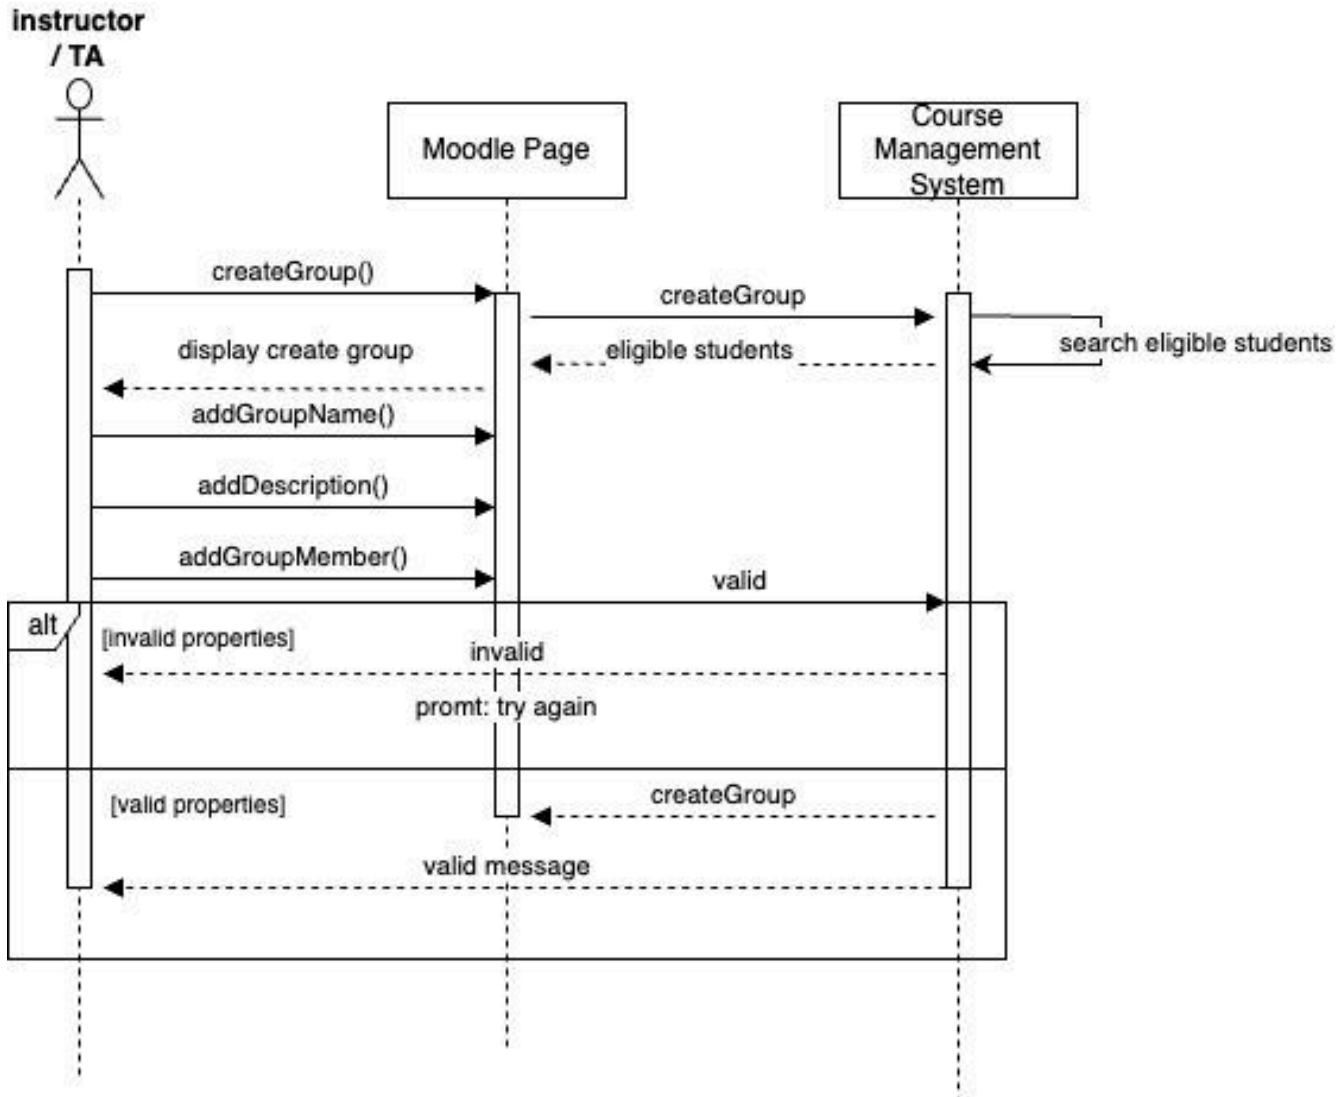 instructor
/ TA
Moodle Page
Course
Management
System
createGroup()
createGroup
search eligible students
display create group
eligible students
addGroupName()
addDescription()
addGroupMember()
valid
alt
[invalid properties]
invalid
promt: try again
[valid properties]
createGroup
valid message